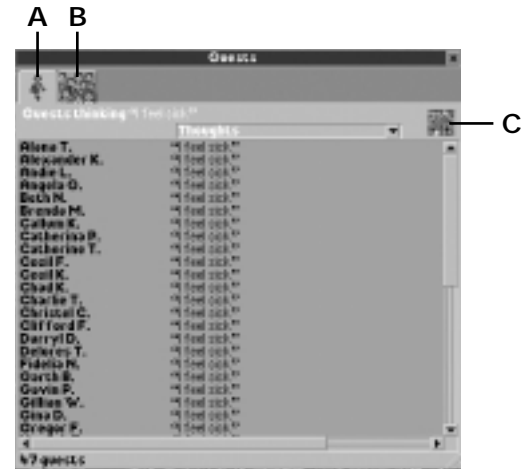 A B
Guests
Guests thinking "I feel sick"
Thoughts
C
Alana T. "I feel sick"
Alexander K. "I feel sick"
Andie L. "I feel sick"
Angela O. "I feel sick"
Beth N. "I feel sick"
Brenda M. "I feel sick"
Callum K. "I feel sick"
Catherina P. "I feel sick"
Catherine T. "I feel sick"
Cecil F. "I feel sick"
Cecil K. "I feel sick"
Chad K. "I feel sick"
Charlie T. "I feel sick"
Christel C. "I feel sick"
Clifford F. "I feel sick"
Darryl D. "I feel sick"
Delores T. "I feel sick"
Fidelia N. "I feel sick"
Garth B. "I feel sick"
Gavin P. "I feel sick"
Gillian W. "I feel sick"
Gina D. "I feel sick"
Gregor F. "I feel sick"
47 guests